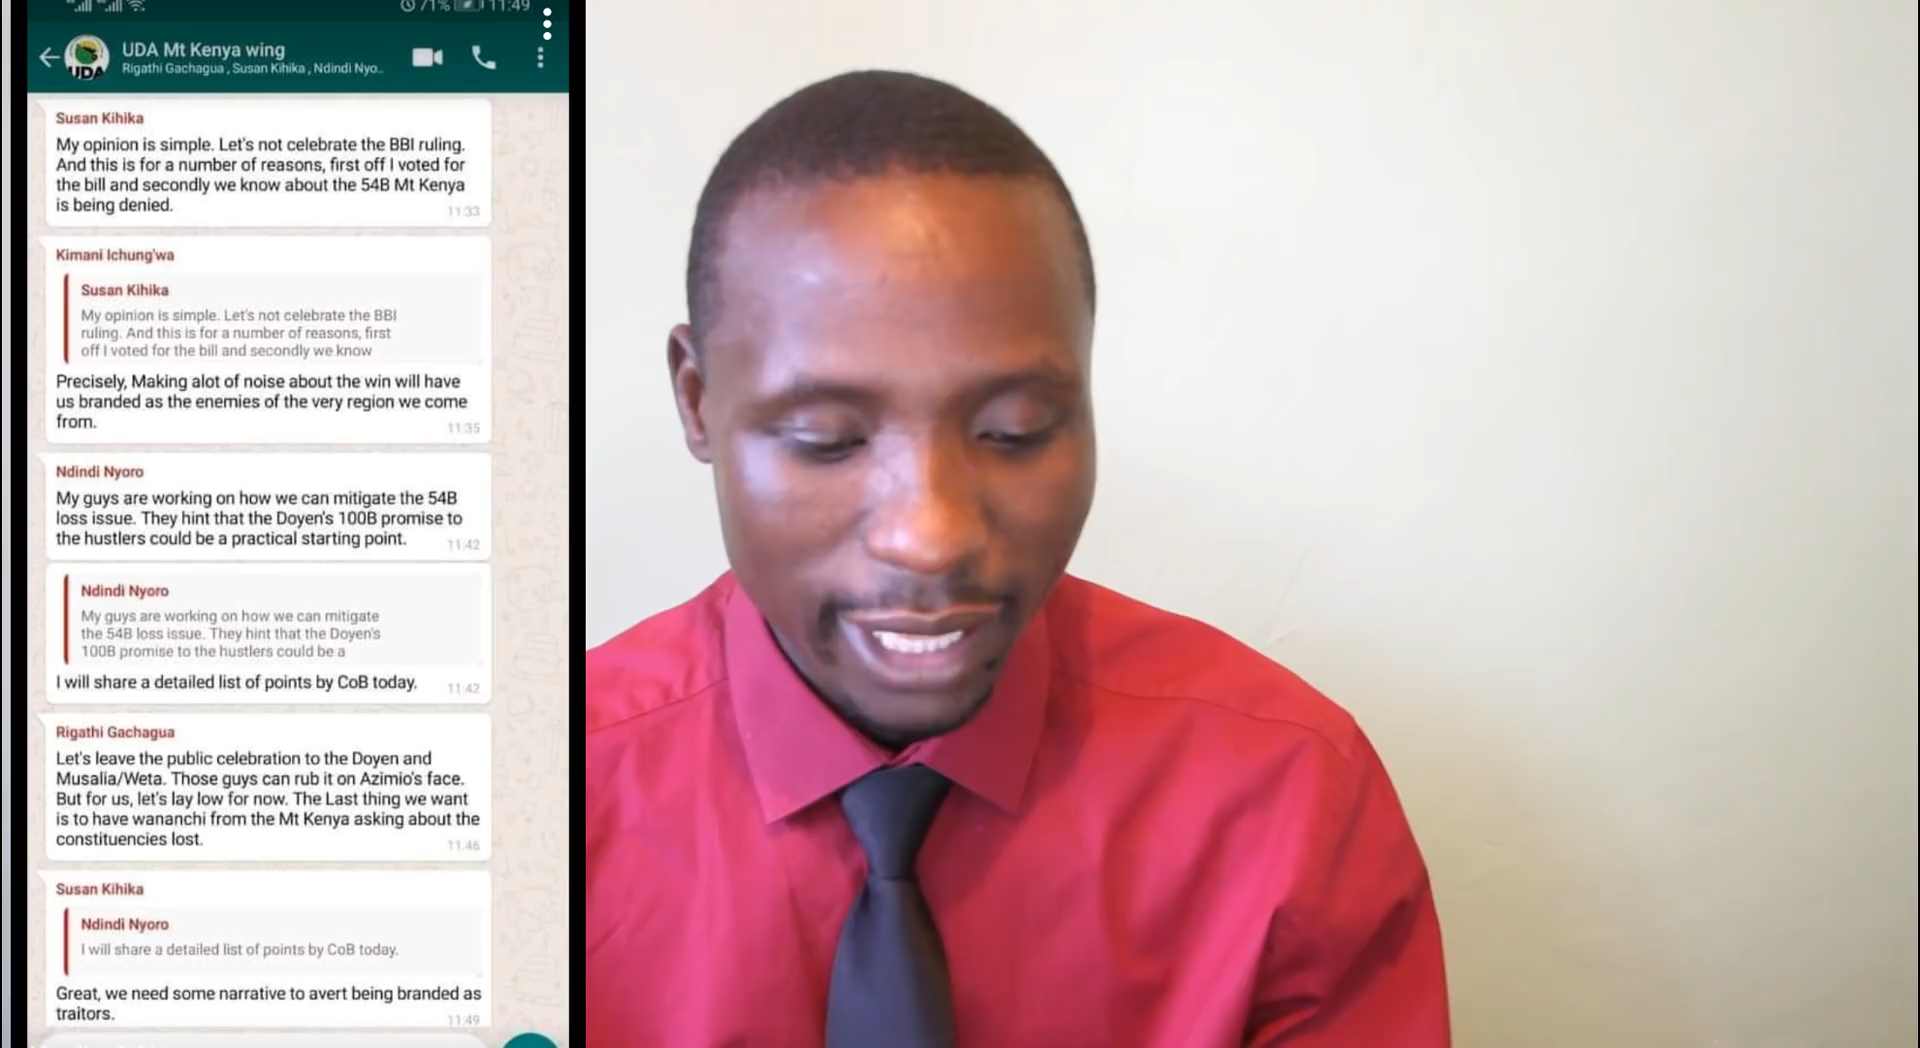 71% 11:49
UDA Mt Kenya wing
Rigathi Gachagua , Susan Kihika , Ndindi Nyo...
UDA
Susan Kihika
My opinion is simple. Let's not celebrate the BBI ruling.
And this is for a number of reasons, first off I voted for
the bill and secondly we know about the 54B Mt Kenya
is being denied.
11:33
Kimani Ichung'wa
Susan Kihika
My opinion is simple. Let's not celebrate the BBI
ruling. And this is for a number of reasons, first
off I voted for the bill and secondly we know
Precisely, Making alot of noise about the win will have
us branded as the enemies of the very region we come
from.
11:35
Ndindi Nyoro
My guys are working on how we can mitigate the 54B
loss issue. They hint that the Doyen's 100B promise to
the hustlers could be a practical starting point.
11:42
Ndindi Nyoro
My guys are working on how we can mitigate
the 54B loss issue. They hint that the Doyen's
100B promise to the hustlers could be a
I will share a detailed list of points by CoB today.
11:42
Rigathi Gachagua
Let's leave the public celebration to the Doyen and
Musalia/Weta. Those guys can rub it on Azimio's face.
But for us, let's lay low for now. The Last thing we want
is to have wananchi from the Mt Kenya asking about the
constituencies lost.
11:46
Susan Kihika
Ndindi Nyoro
I will share a detailed list of points by CoB today.
Great, we need some narrative to avert being branded as
traitors.
11:49